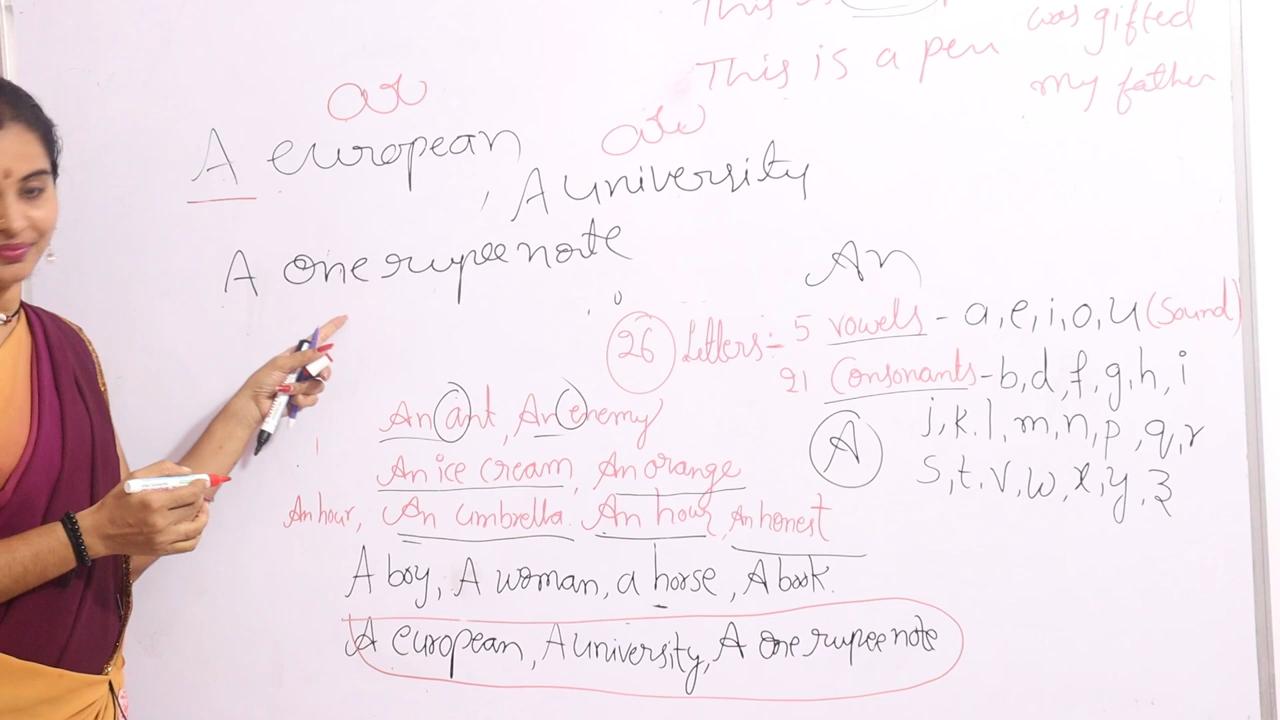 This is
This is a pen
was gifted
my father
A european, A university
A one rupee note
An
26 Letters:- 5 vowels - a, e, i, o, u (Sound)
21 Consonants - b, d, f, g, h, i
j, k, l, m, n, p, q, r
s, t, v, w, x, y, z
A
An ant, An enemy
An ice cream, An orange
An hour, An umbrella. An hour, An honest
A boy, A woman, a horse, A book.
A european, A university, A one rupee note